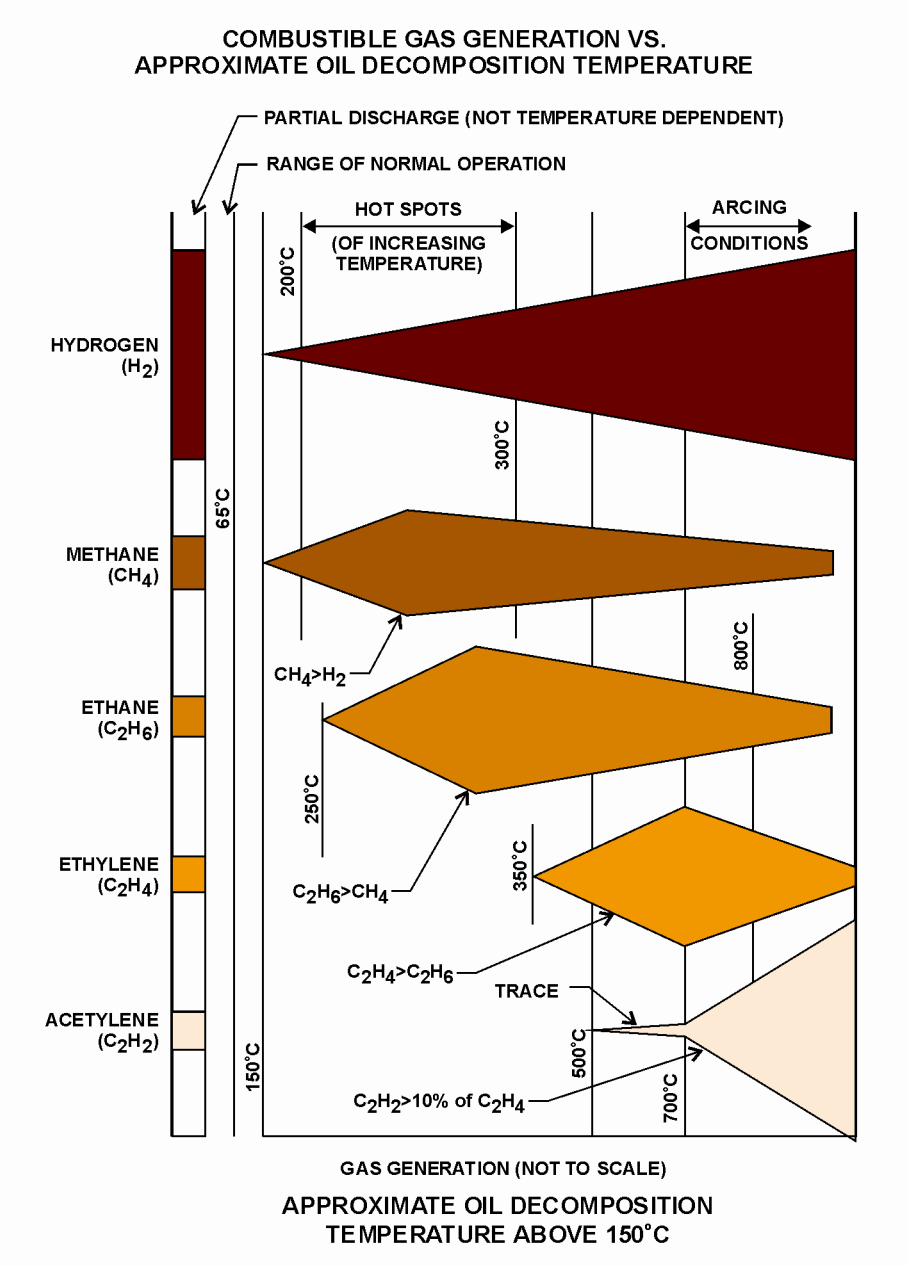 COMBUSTIBLE GAS GENERATION VS.
APPROXIMATE OIL DECOMPOSITION TEMPERATURE
PARTIAL DISCHARGE (NOT TEMPERATURE DEPENDENT)
RANGE OF NORMAL OPERATION
HOT SPOTS
(OF INCREASING
TEMPERATURE)
ARCING
CONDITIONS
200°C
HYDROGEN
(H2)
300°C
65°C
METHANE
(CH4)
CH4>H2
800°C
ETHANE
(C2H6)
250°C
350°C
ETHYLENE
(C2H4)
C2H6>CH4
C2H4>C2H6
TRACE
ACETYLENE
(C2H2)
150°C
500°C
700°C
C2H2>10% of C2H4
GAS GENERATION (NOT TO SCALE)
APPROXIMATE OIL DECOMPOSITION
TEMPERATURE ABOVE 150°C